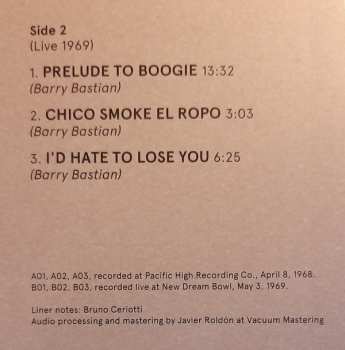 Side 2
(Live 1969)
1. PRELUDE TO BOOGIE 13:32
(Barry Bastian)
2. CHICO SMOKE EL ROPO 3:03
(Barry Bastian)
3. I'D HATE TO LOSE YOU 6:25
(Barry Bastian)
A01, A02, A03, recorded at Pacific High Recording Co., April 8, 1968.
B01, B02, B03, recorded live at New Dream Bowl, May 3, 1969.
Liner notes: Bruno Ceriotti
Audio processing and mastering by Javier Roldón at Vacuum Mastering